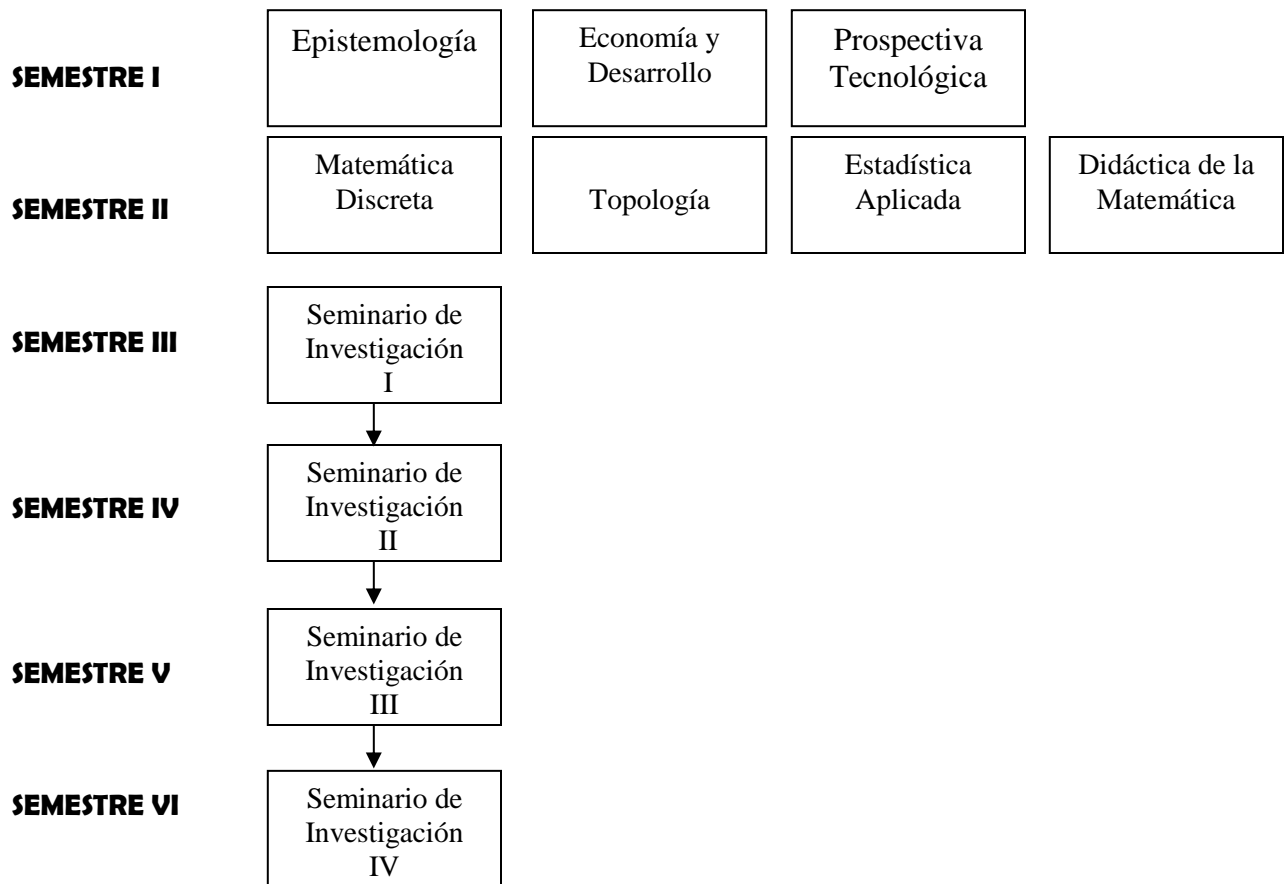 SEMESTRE I
Epistemología
Economía y
Desarrollo
Prospectiva
Tecnológica
SEMESTRE II
Matemática
Discreta
Topología
Estadística
Aplicada
Didáctica de la
Matemática
SEMESTRE III
Seminario de
Investigación
I
SEMESTRE IV
Seminario de
Investigación
II
SEMESTRE V
Seminario de
Investigación
III
SEMESTRE VI
Seminario de
Investigación
IV